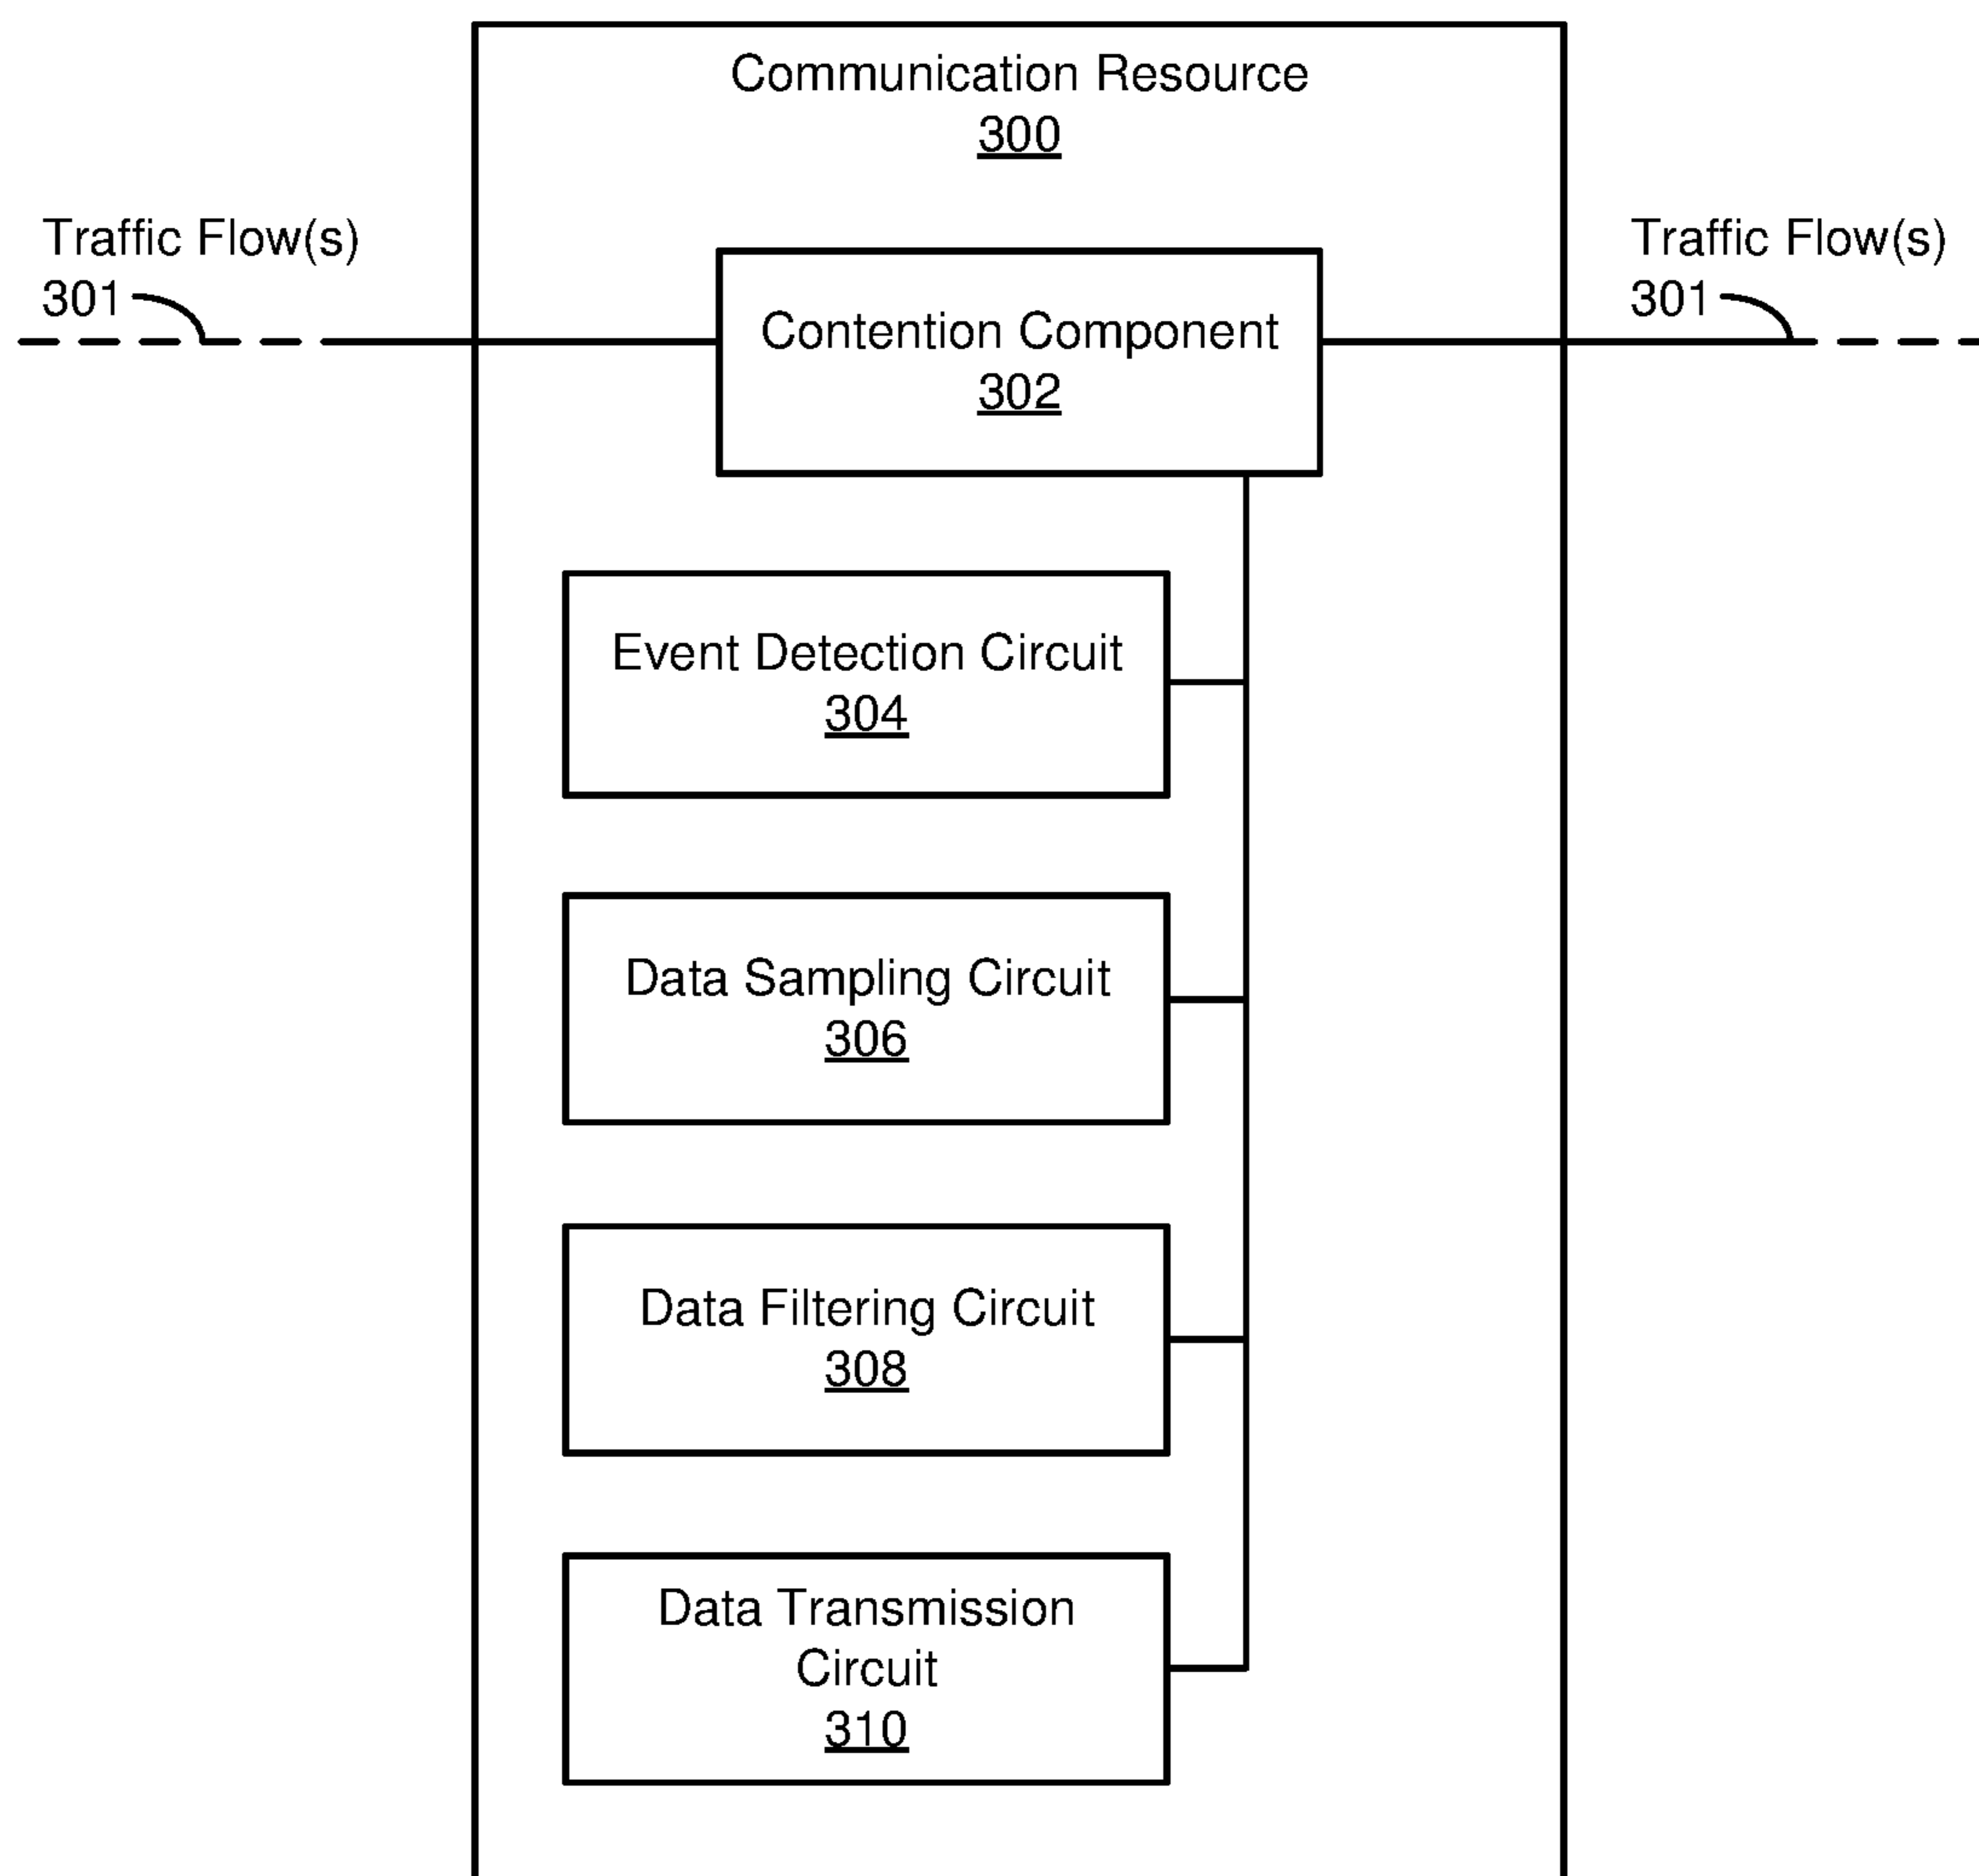 Communication Resource
300
Traffic Flow(s)
301
Traffic Flow(s)
301
Contention Component
302
Event Detection Circuit
304
Data Sampling Circuit
306
Data Filtering Circuit
308
Data Transmission
Circuit
310